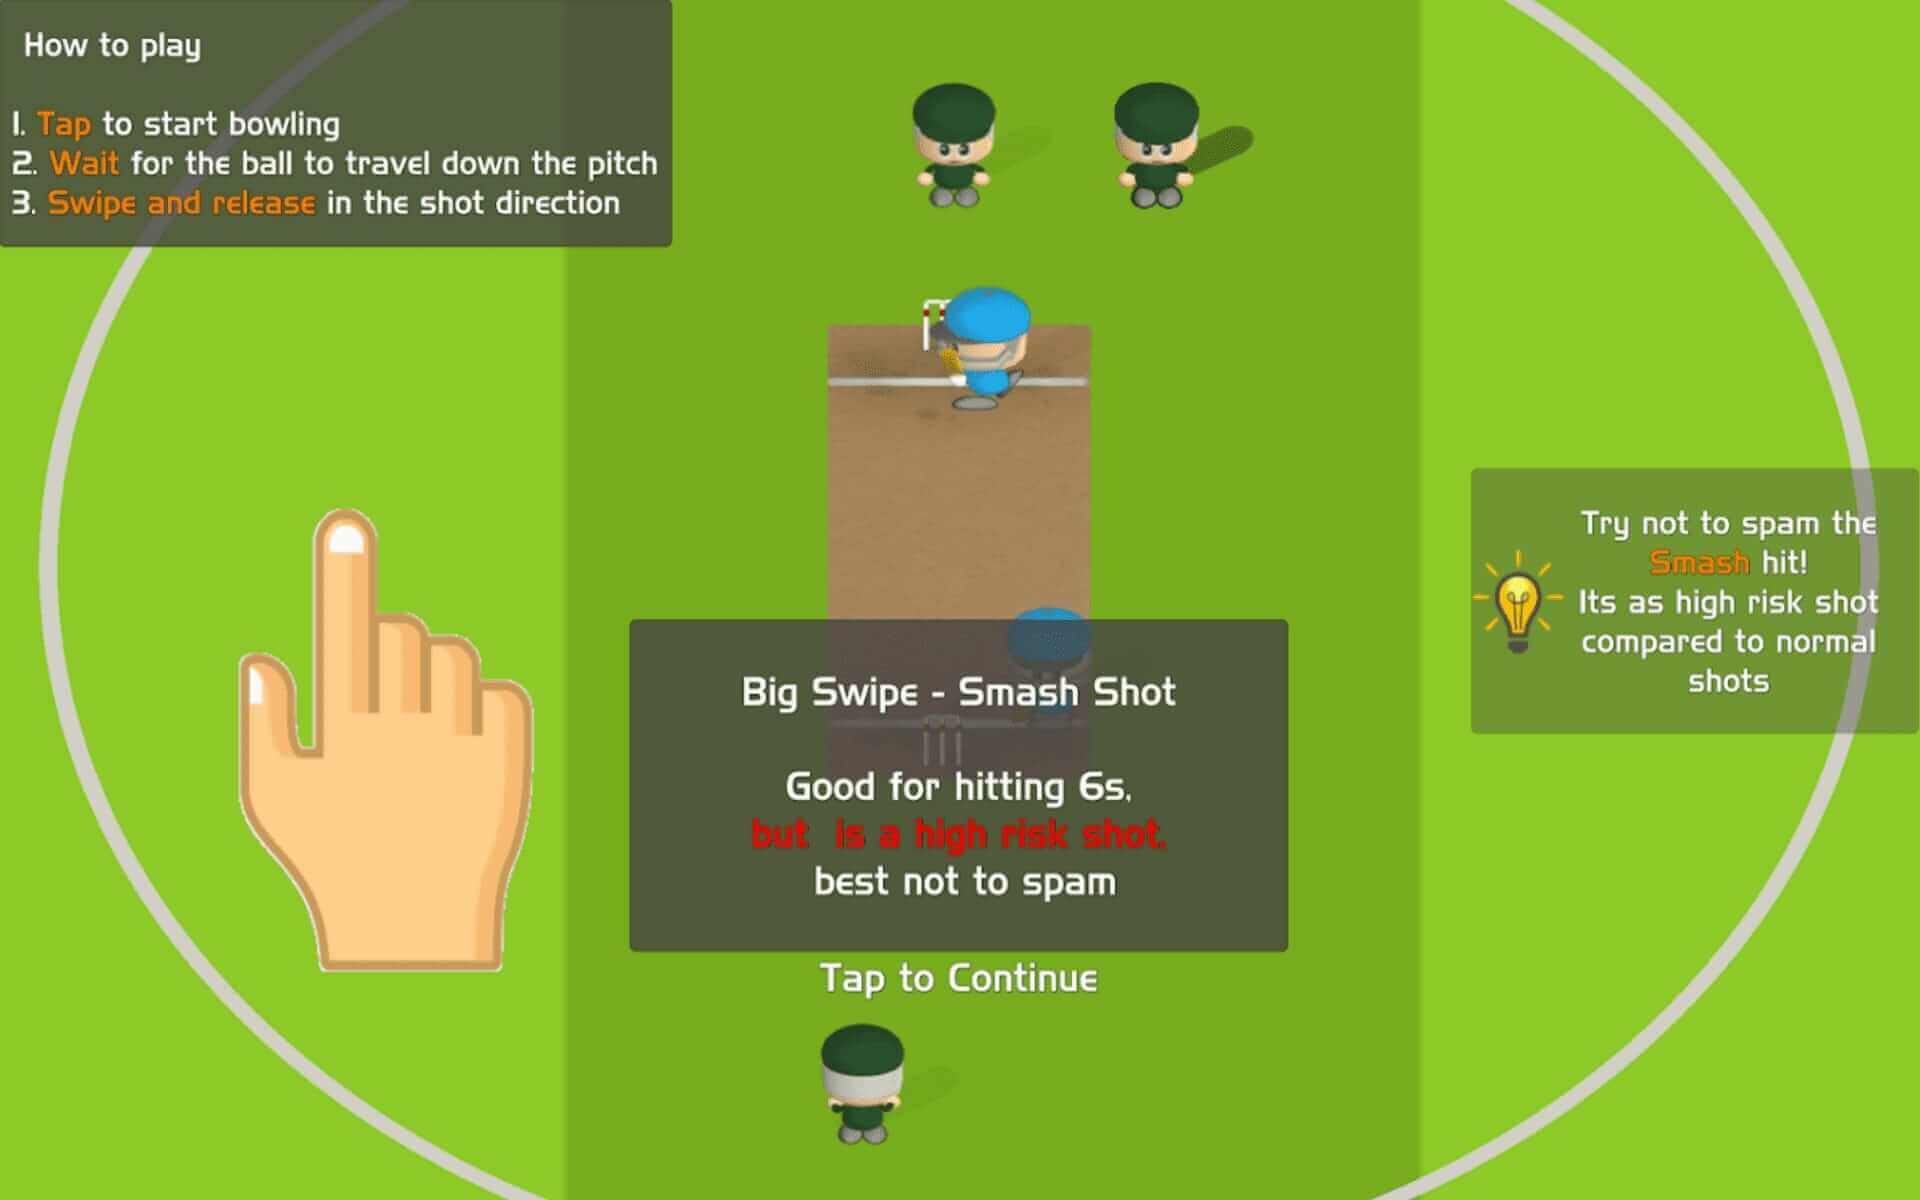 How to play
1. Tap to start bowling
2. Wait for the ball to travel down the pitch
3. Swipe and release in the shot direction
Try not to spam the
Smash hit!
Its as high risk shot
compared to normal
shots
Big Swipe - Smash Shot
Good for hitting 6s,
but is a high risk shot,
best not to spam
Tap to Continue